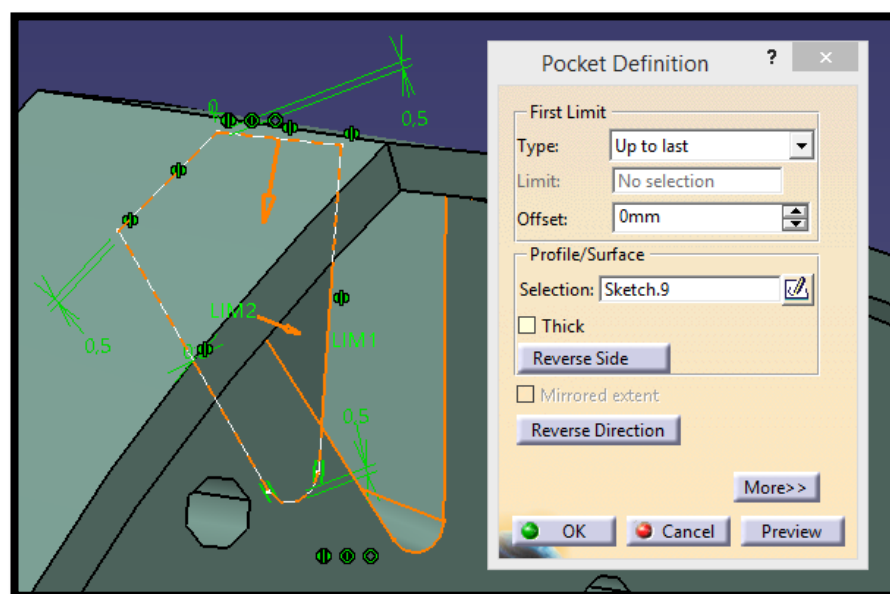 0,5
0,5
LIM2
LIM1
0,5
Pocket Definition ?
First Limit
Type: Up to last
Limit: No selection
Offset: 0mm
Profile/Surface
Selection: Sketch.9
Thick
Reverse Side
Mirrored extent
Reverse Direction
More>>
OK Cancel Preview